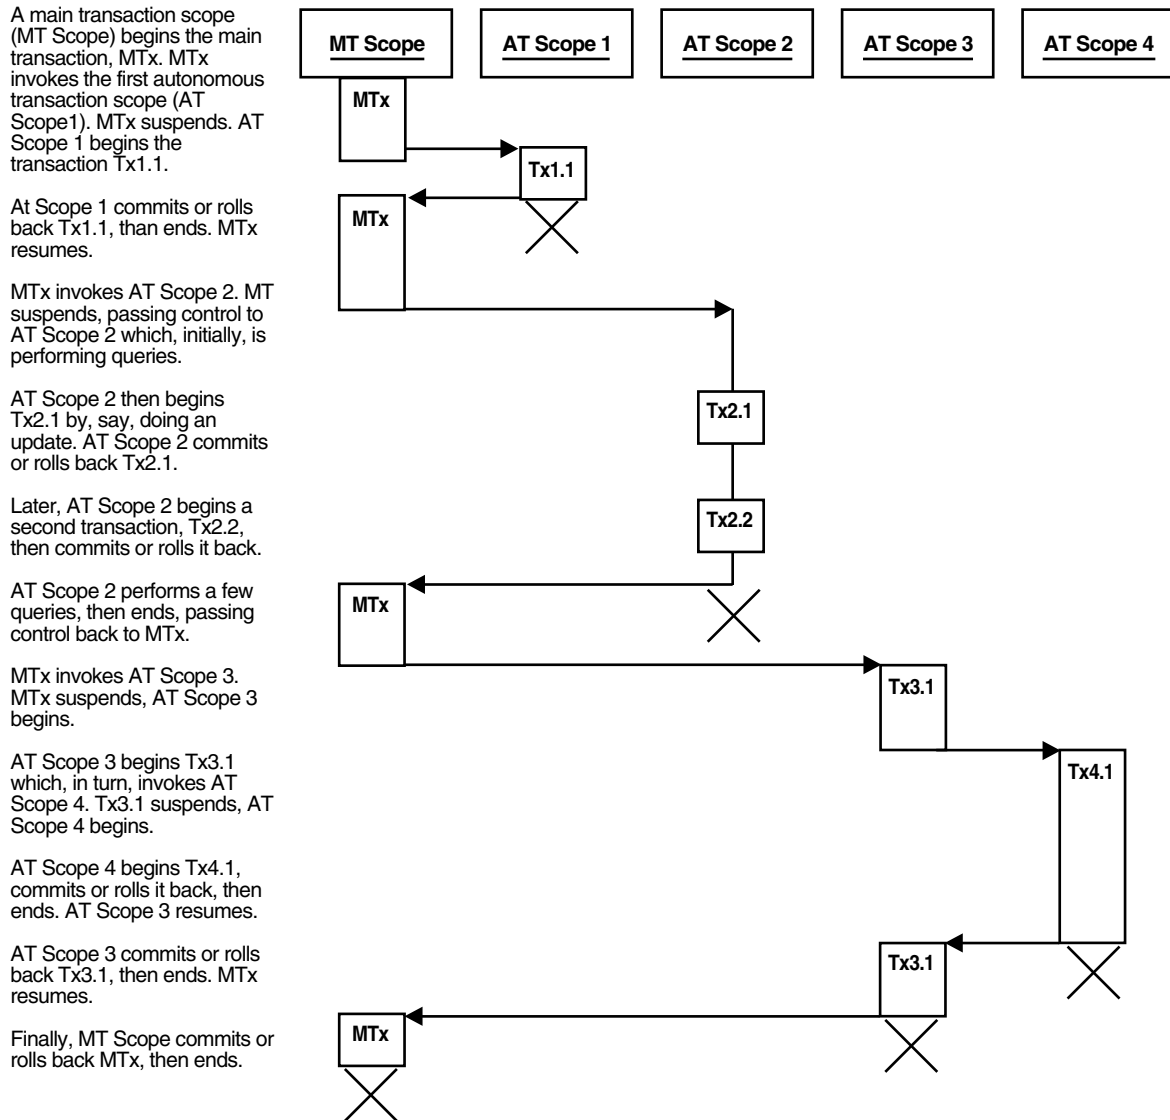 A main transaction scope
(MT Scope) begins the main
transaction, MTx. MTx
invokes the first autonomous
transaction scope (AT
Scope1). MTx suspends. AT
Scope 1 begins the
transaction Tx1.1.
At Scope 1 commits or rolls
back Tx1.1, than ends. MTx
resumes.
MTx invokes AT Scope 2. MT
suspends, passing control to
AT Scope 2 which, initially, is
performing queries.
AT Scope 2 then begins
Tx2.1 by, say, doing an
update. AT Scope 2 commits
or rolls back Tx2.1.
Later, AT Scope 2 begins a
second transaction, Tx2.2,
then commits or rolls it back.
AT Scope 2 performs a few
queries, then ends, passing
control back to MTx.
MTx invokes AT Scope 3.
MTx suspends, AT Scope 3
begins.
AT Scope 3 begins Tx3.1
which, in turn, invokes AT
Scope 4. Tx3.1 suspends, AT
Scope 4 begins.
AT Scope 4 begins Tx4.1,
commits or rolls it back, then
ends. AT Scope 3 resumes.
AT Scope 3 commits or rolls
back Tx3.1, then ends. MTx
resumes.
Finally, MT Scope commits or
rolls back MTx, then ends.
MT Scope
AT Scope 1
AT Scope 2
AT Scope 3
AT Scope 4
MTx
Tx1.1
MTx
Tx2.1
Tx2.2
MTx
Tx3.1
Tx4.1
Tx3.1
MTx